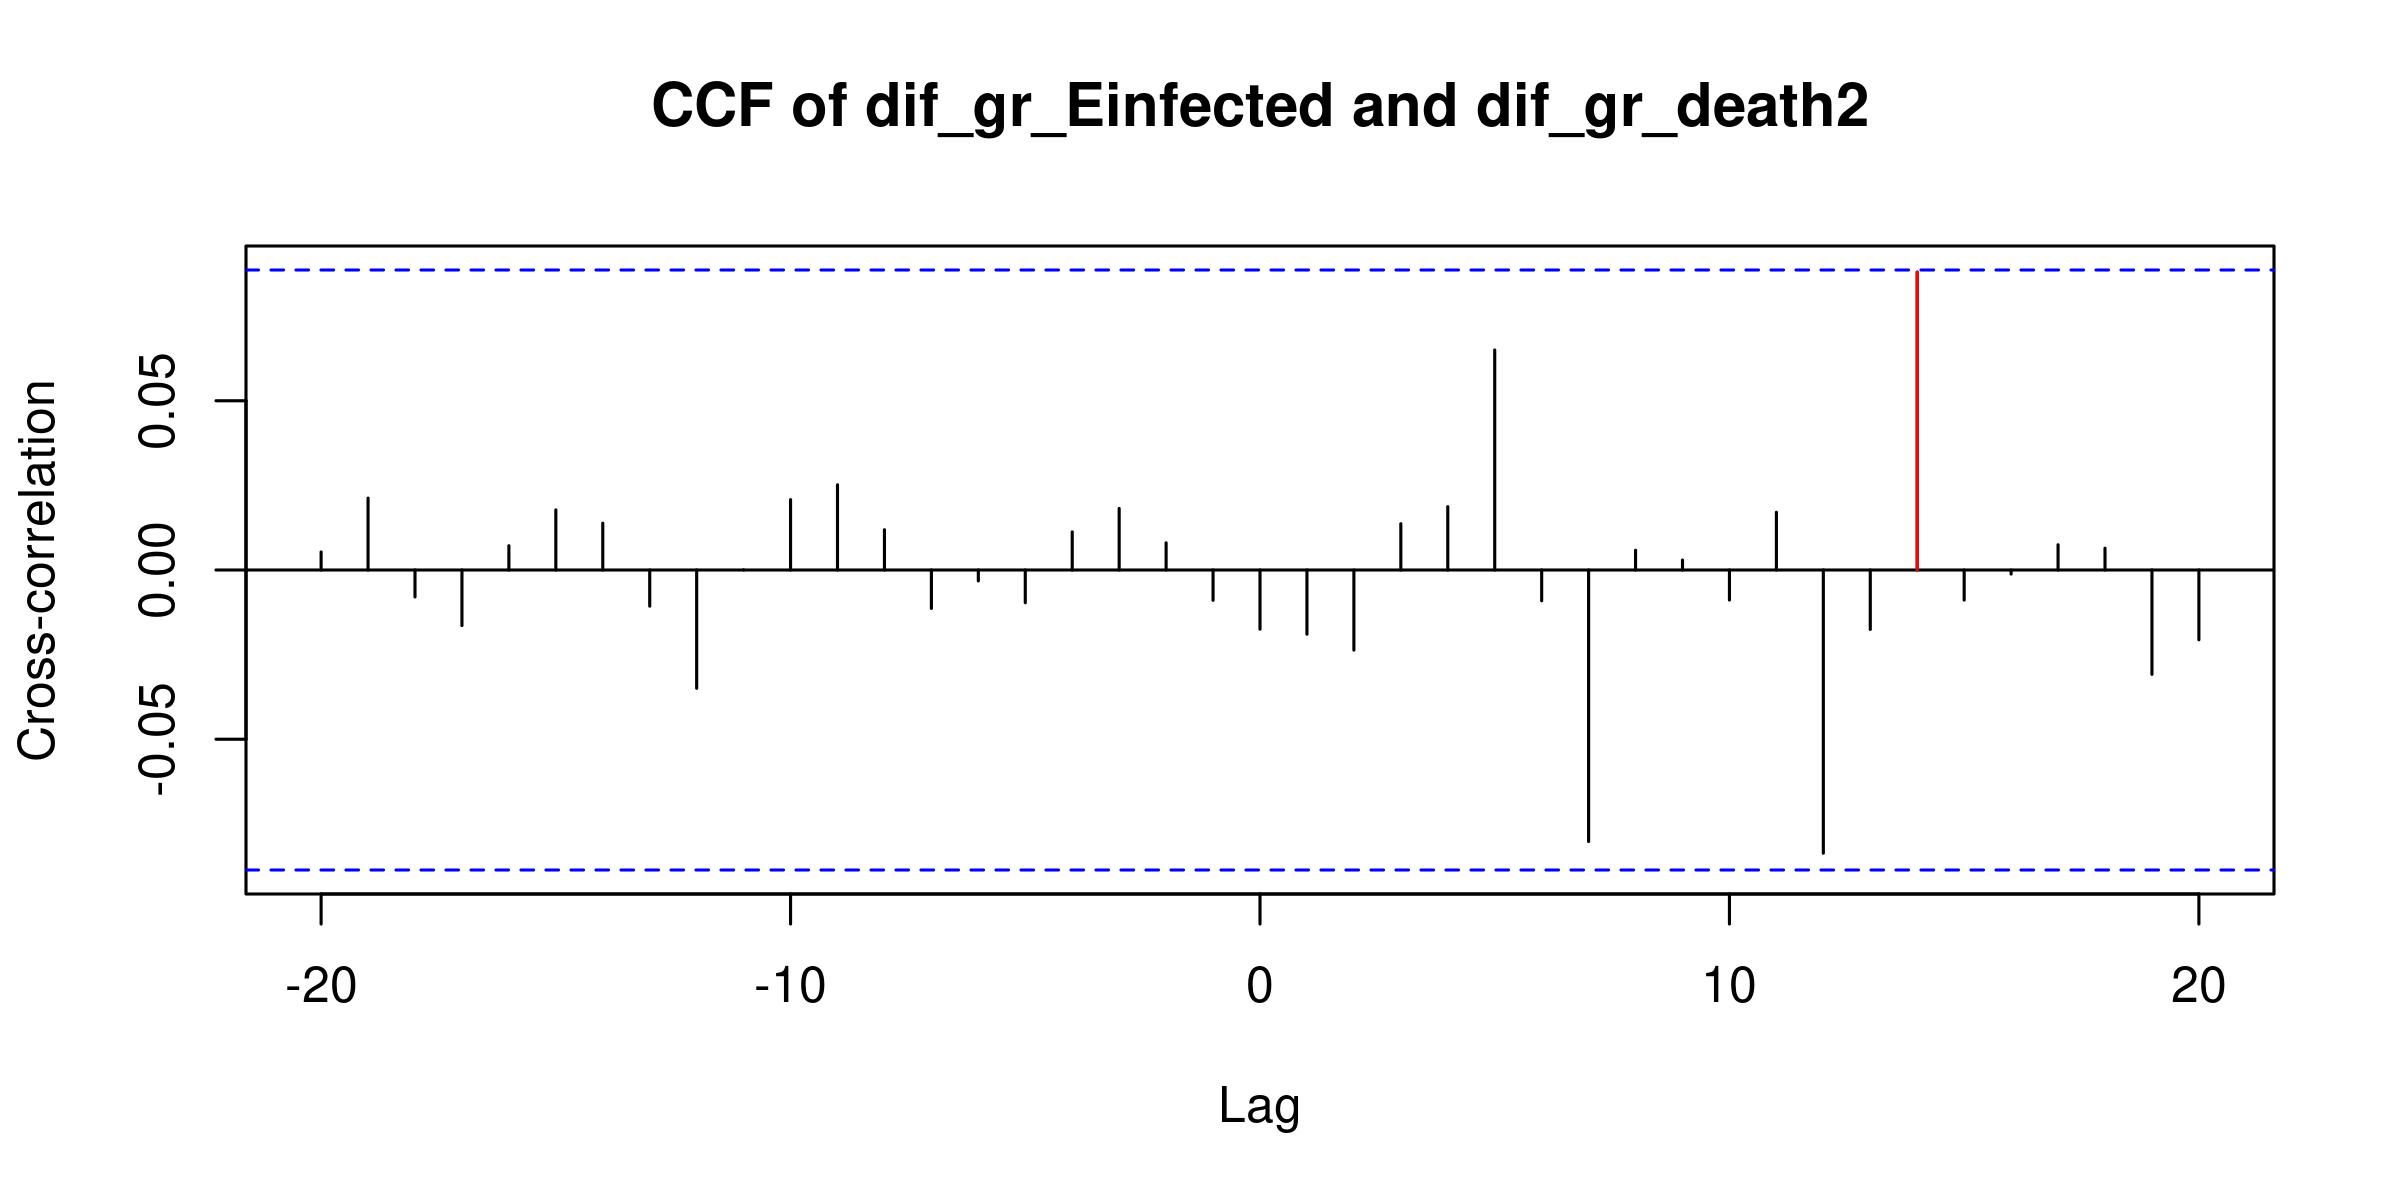 CCF of dif_gr_Einfected and dif_gr_death2
Cross-correlation
0.05
0.00
-0.05
-20 -10 0 10 20
Lag